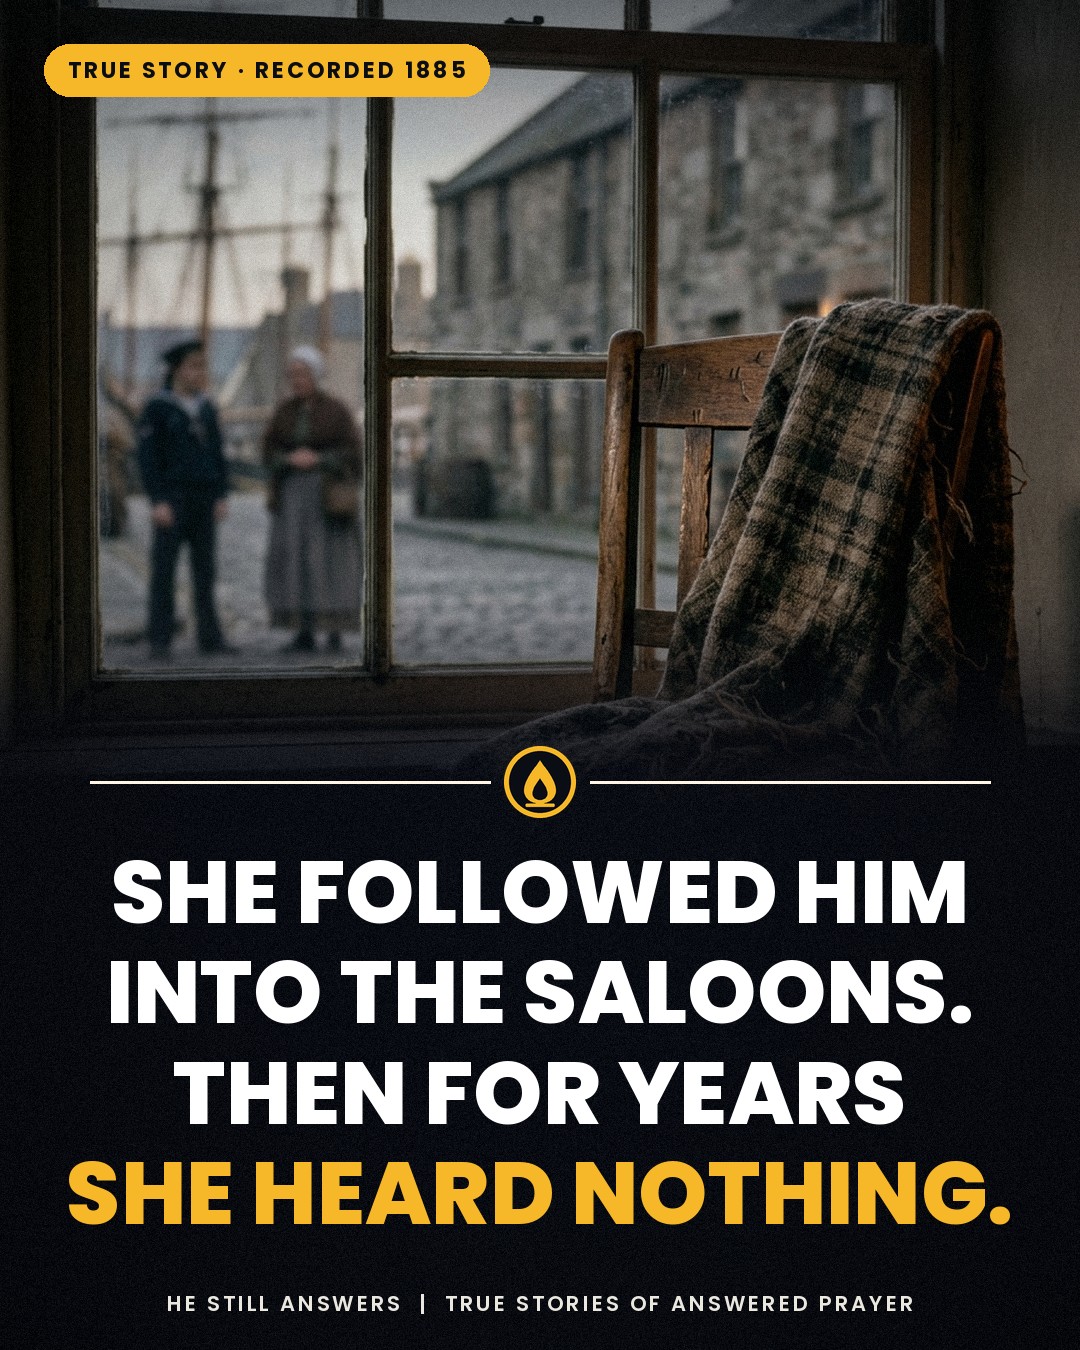 TRUE STORY · RECORDED 1885
SHE FOLLOWED HIM
INTO THE SALOONS.
THEN FOR YEARS
SHE HEARD NOTHING.
HE STILL ANSWERS | TRUE STORIES OF ANSWERED PRAYER